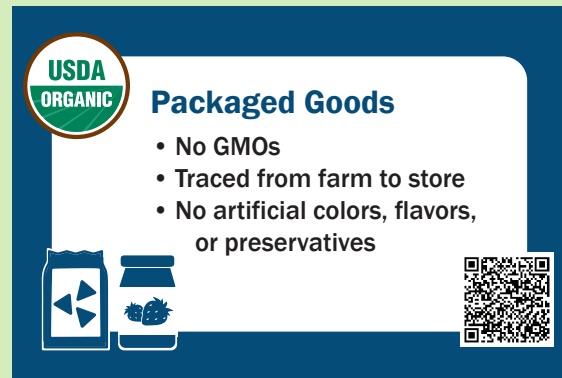 USDA
ORGANIC
Packaged Goods
• No GMOs
• Traced from farm to store
• No artificial colors, flavors,
or preservatives